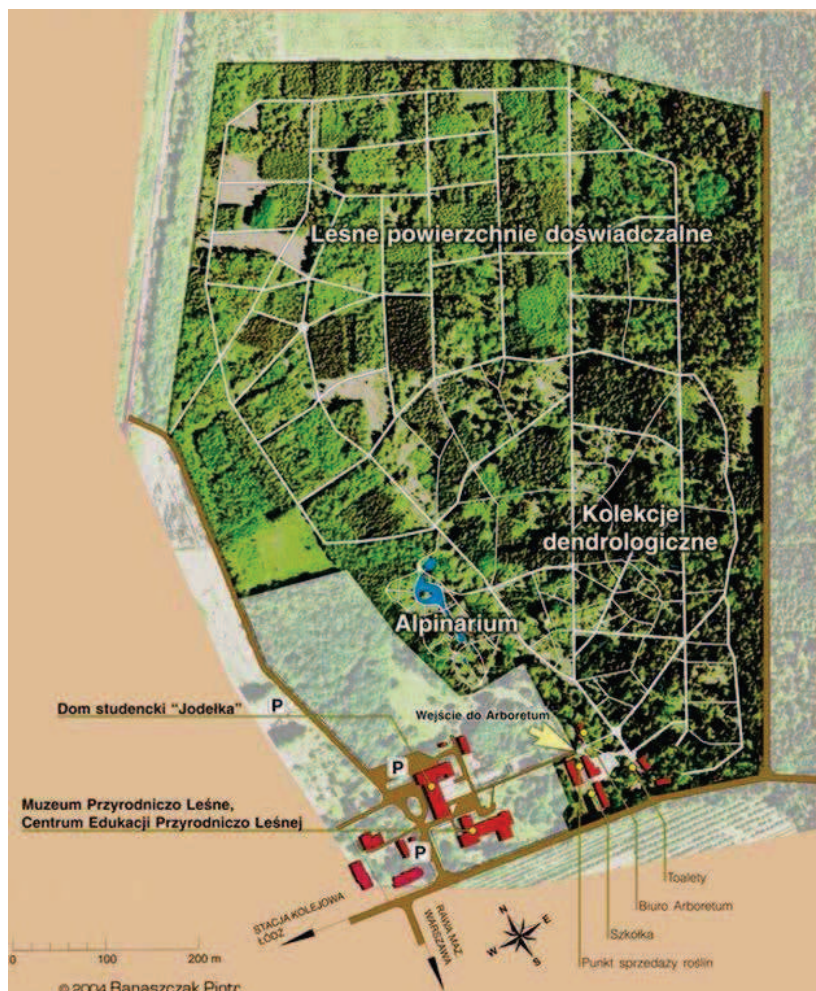 Leśne powierzchnie doświadczalne
Kolekcje
dendrologiczne
Alpinarium
P
Dom studencki “Jodełka”
Wejście do Arboretum
P
Muzeum Przyrodniczo Leśne,
Centrum Edukacji Przyrodniczo Leśnej
P
Toalety
STACJA KOLEJOWA
ŁÓDŹ
RAWA MAZ
WARSZAWA
N
E
W
S
Biuro Arboretum
Szkółka
Punkt sprzedaży roślin
0 100 200 m
© 2004 Banaszczak Piotr